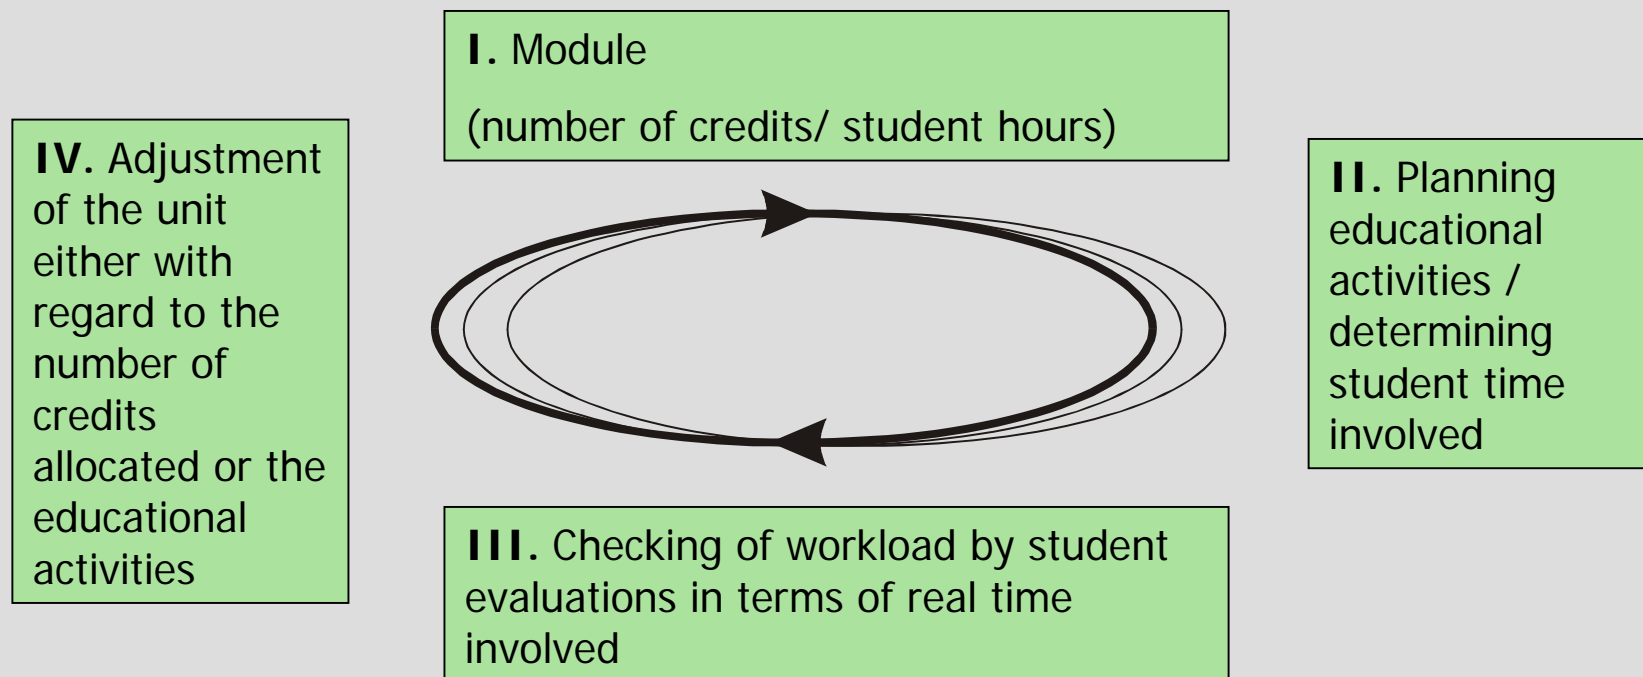 I. Module
(number of credits/ student hours)
II. Planning
educational
activities /
determining
student time
involved
III. Checking of workload by student
evaluations in terms of real time
involved
IV. Adjustment
of the unit
either with
regard to the
number of
credits
allocated or the
educational
activities